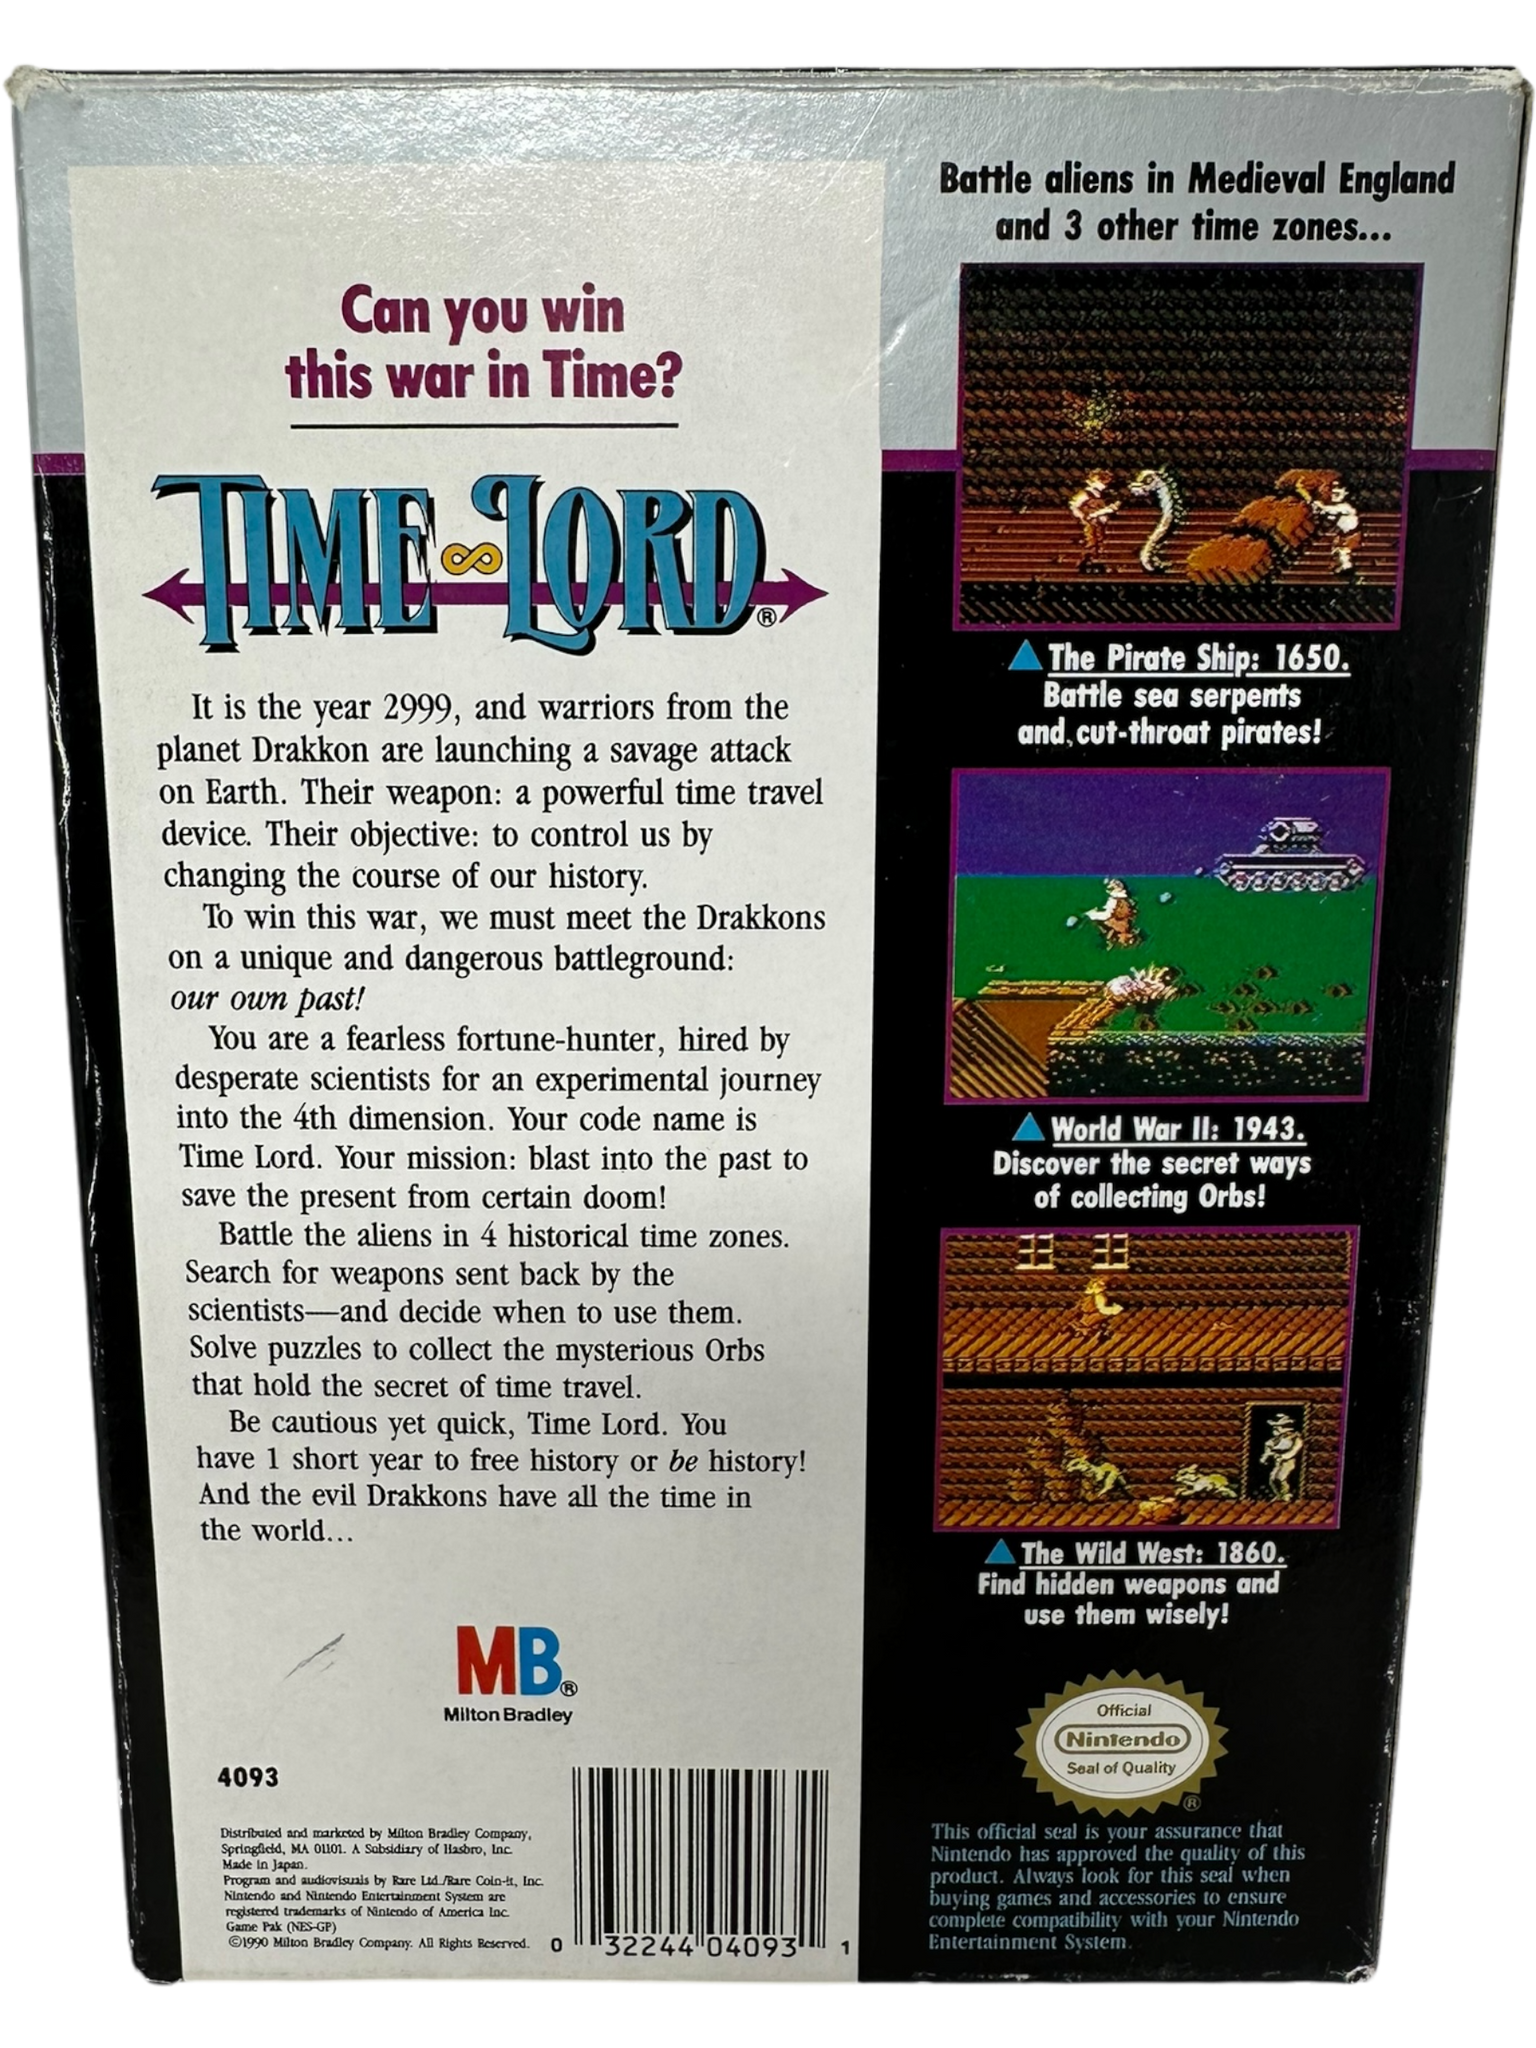 Can you win
this war in Time?
TIME LORD®
It is the year 2999, and warriors from the
planet Drakkon are launching a savage attack
on Earth. Their weapon: a powerful time travel
device. Their objective: to control us by
changing the course of our history.
To win this war, we must meet the Drakkons
on a unique and dangerous battleground:
our own past!
You are a fearless fortune-hunter, hired by
desperate scientists for an experimental journey
into the 4th dimension. Your code name is
Time Lord. Your mission: blast into the past to
save the present from certain doom!
Battle the aliens in 4 historical time zones.
Search for weapons sent back by the
scientists—and decide when to use them.
Solve puzzles to collect the mysterious Orbs
that hold the secret of time travel.
Be cautious yet quick, Time Lord. You
have 1 short year to free history or be history!
And the evil Drakkons have all the time in
the world...
MB®
Milton Bradley
4093
Distributed and marketed by Milton Bradley Company,
Springfield, MA 01101. A Subsidiary of Hasbro, Inc.
Made in Japan.
Program and audiovisuals by Rare Ltd./Rare Coin-it, Inc.
Nintendo and Nintendo Entertainment System are
registered trademarks of Nintendo of America Inc.
Game Pak (NES-GP)
©1990 Milton Bradley Company. All Rights Reserved.
0 32244 04093 1
Battle aliens in Medieval England
and 3 other time zones...
The Pirate Ship: 1650.
Battle sea serpents
and cut-throat pirates!
World War II: 1943.
Discover the secret ways
of collecting Orbs!
The Wild West: 1860.
Find hidden weapons and
use them wisely!
Official
Nintendo
Seal of Quality
®
This official seal is your assurance that
Nintendo has approved the quality of this
product. Always look for this seal when
buying games and accessories to ensure
complete compatibility with your Nintendo
Entertainment System.